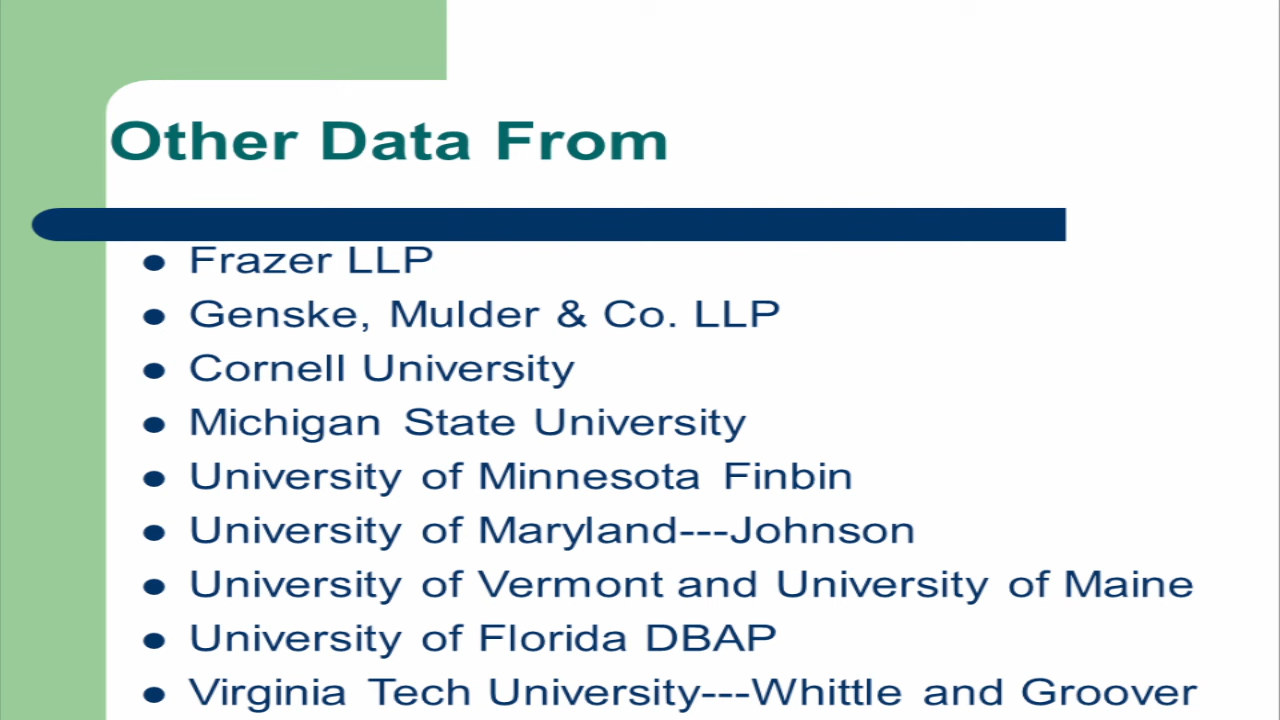 Other Data From
Frazer LLP
Genske, Mulder & Co. LLP
Cornell University
Michigan State University
University of Minnesota Finbin
University of Maryland---Johnson
University of Vermont and University of Maine
University of Florida DBAP
Virginia Tech University---Whittle and Groover